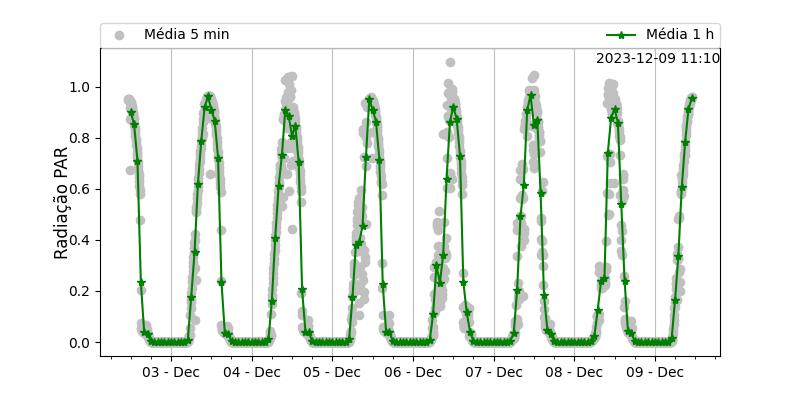 Média 5 min
Média 1 h
2023-12-09 11:10
Radiação PAR
1.0
0.8
0.6
0.4
0.2
0.0
03 - Dec
04 - Dec
05 - Dec
06 - Dec
07 - Dec
08 - Dec
09 - Dec